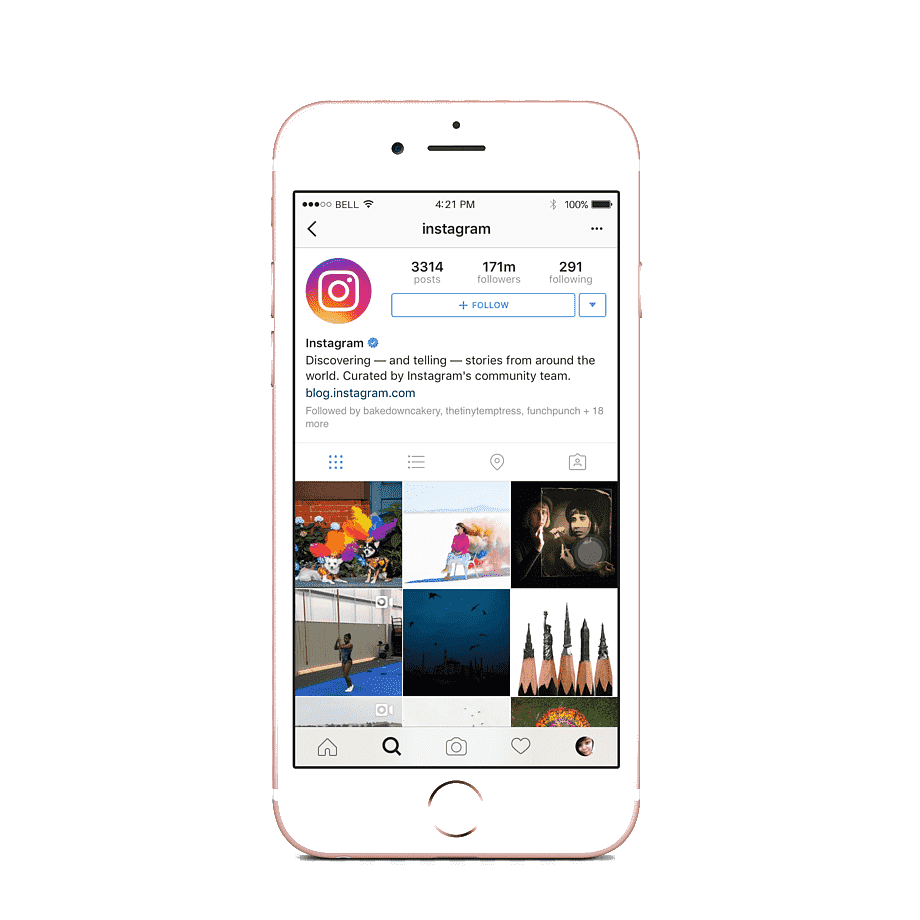 BELL 4:21 PM 100%
instagram
3314 171m 291
posts followers following
+ FOLLOW
Instagram
Discovering — and telling — stories from around the
world. Curated by Instagram's community team.
blog.instagram.com
Followed by bakedowncakery, thetinytemptress, funchpunch + 18
more